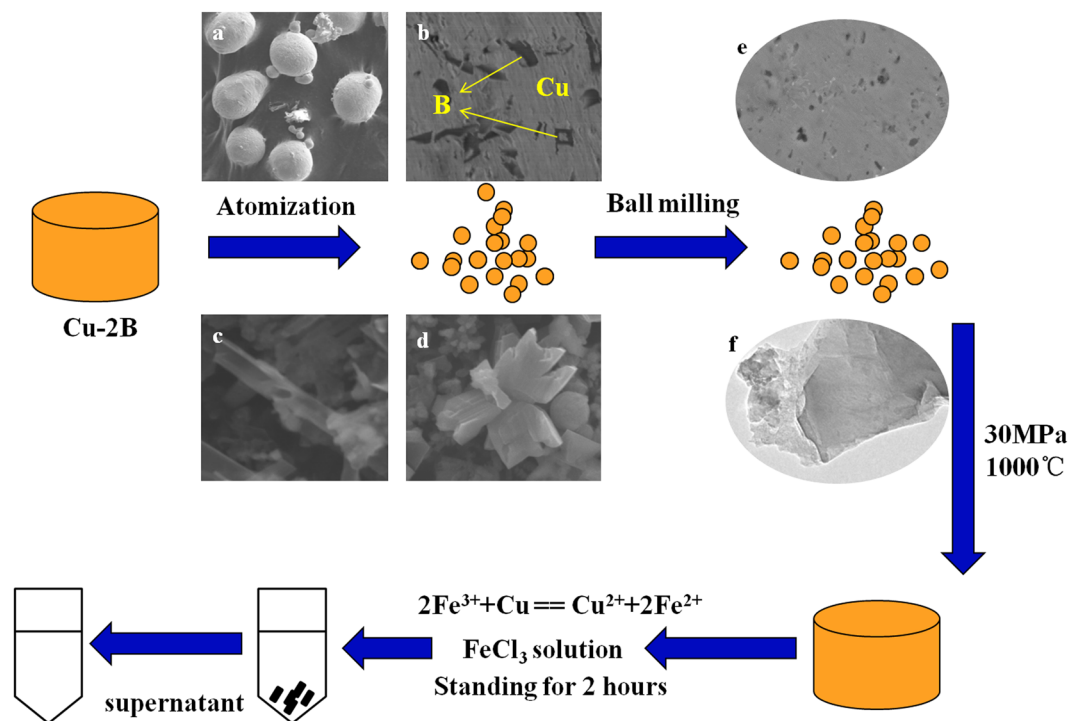 a
b
e
B
Cu
Atomization
Ball milling
Cu-2B
c
d
f
30MPa
1000℃
2Fe³⁺+Cu == Cu²⁺+2Fe²⁺
FeCl₃ solution
Standing for 2 hours
supernatant